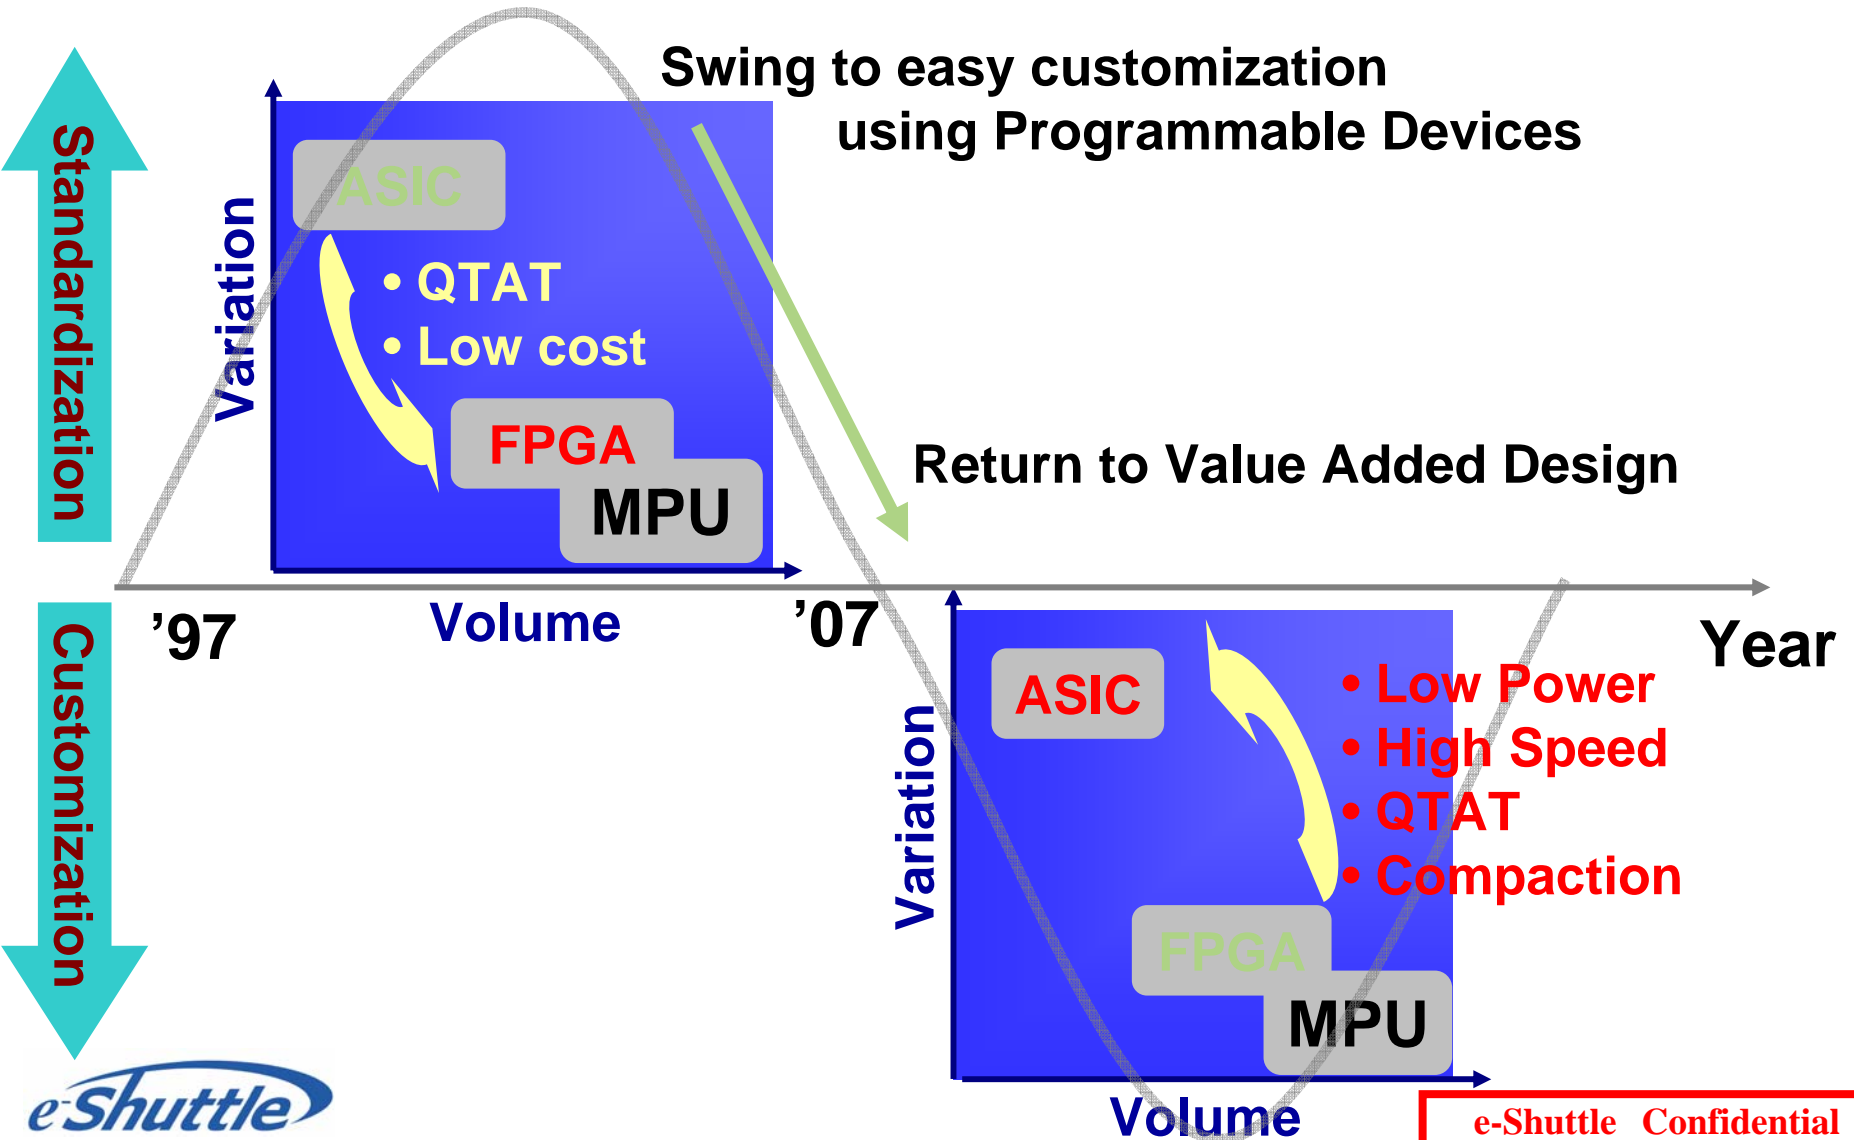 Swing to easy customization
using Programmable Devices
Standardization
Variation
ASIC
• QTAT
• Low cost
FPGA
MPU
Return to Value Added Design
’97
Volume
’07
Year
Customization
Variation
ASIC
• Low Power
• High Speed
• QTAT
• Compaction
FPGA
MPU
Volume
e-Shuttle
e-Shuttle Confidential